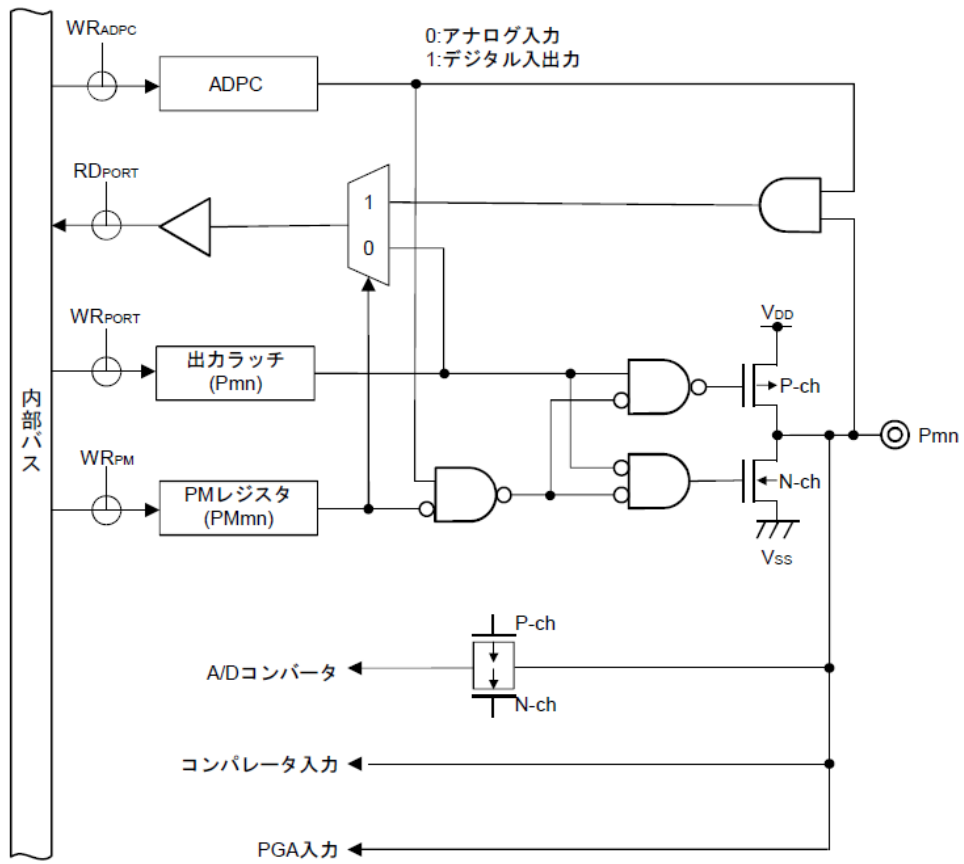 WRADPC
0:アナログ入力
1:デジタル入出力
ADPC
RDPORT
1
0
WRPORT
VDD
出力ラッチ
(Pmn)
P-ch
内部バス
Pmn
WRPM
N-ch
PMレジスタ
(PMmn)
VSS
P-ch
A/Dコンバータ
N-ch
コンパレータ入力
PGA入力